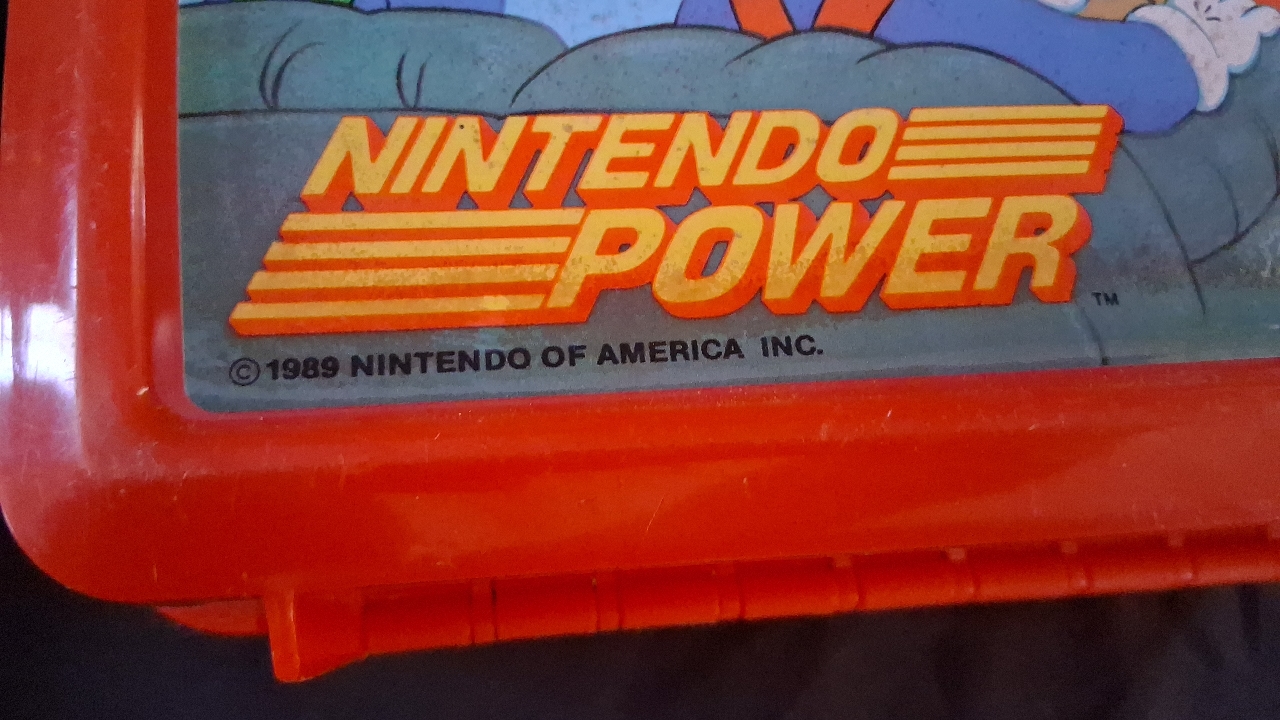 NINTENDO
POWER
TM
©1989 NINTENDO OF AMERICA INC.